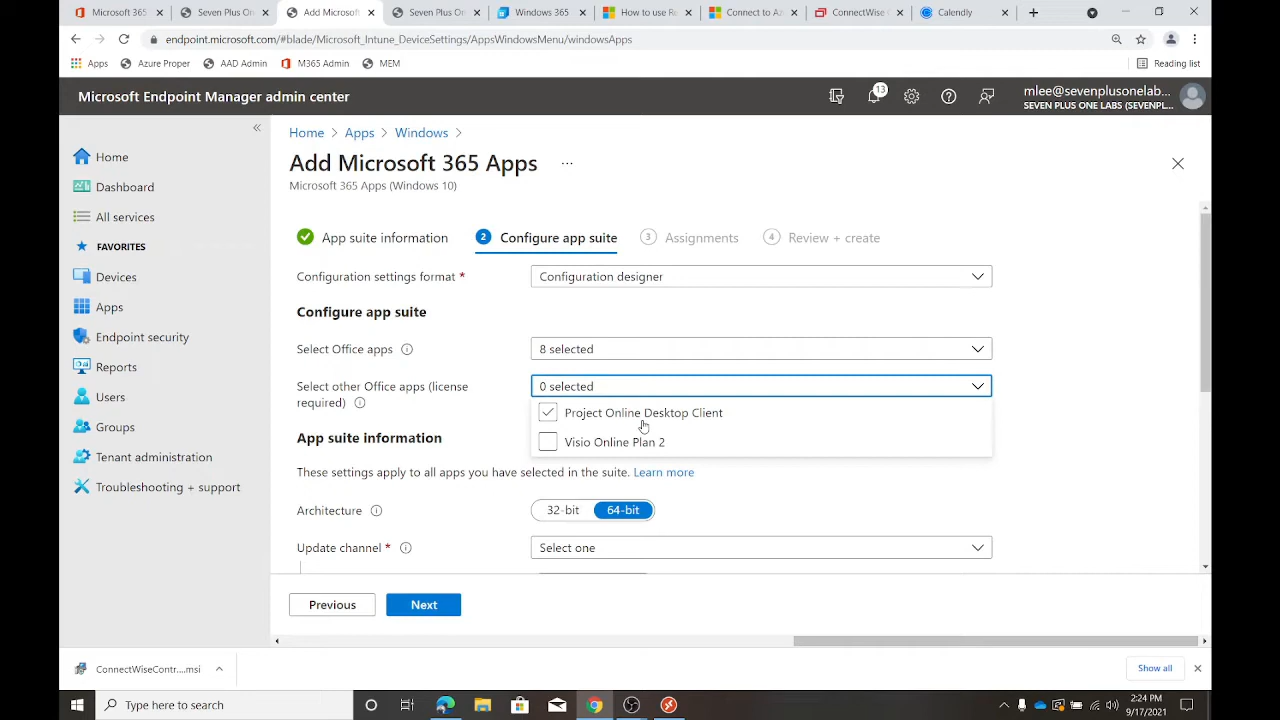 Microsoft 365
Seven Plus On
Add Microsoft
Seven Plus On
Windows 365
How to use R
Connect to Az
ConnectWise C
Calendly
endpoint.microsoft.com/#blade/Microsoft_Intune_DeviceSettings/AppsWindowsMenu/windowsApps
Apps
Azure Proper
AAD Admin
M365 Admin
MEM
Reading list
Microsoft Endpoint Manager admin center
13
mlee@sevenplusonelab...
SEVEN PLUS ONE LABS (SEVENPL...
Home
Dashboard
All services
FAVORITES
Devices
Apps
Endpoint security
Reports
Users
Groups
Tenant administration
Troubleshooting + support
Home > Apps > Windows >
Add Microsoft 365 Apps ...
Microsoft 365 Apps (Windows 10)
App suite information
2 Configure app suite
3 Assignments
4 Review + create
Configuration settings format *
Configuration designer
Configure app suite
Select Office apps
8 selected
Select other Office apps (license
required)
0 selected
Project Online Desktop Client
Visio Online Plan 2
App suite information
These settings apply to all apps you have selected in the suite. Learn more
Architecture
32-bit
64-bit
Update channel *
Select one
Previous
Next
ConnectWiseContr....msi
Show all
Type here to search
2:24 PM
9/17/2021